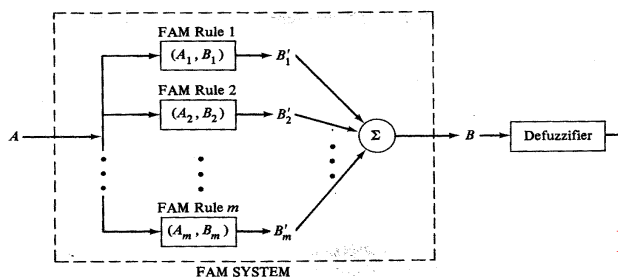 FAM Rule 1
(A₁, B₁) B′₁
FAM Rule 2
(A₂, B₂) B′₂
A Σ B Defuzzifier
FAM Rule m
(Aₘ, Bₘ) B′ₘ
FAM SYSTEM